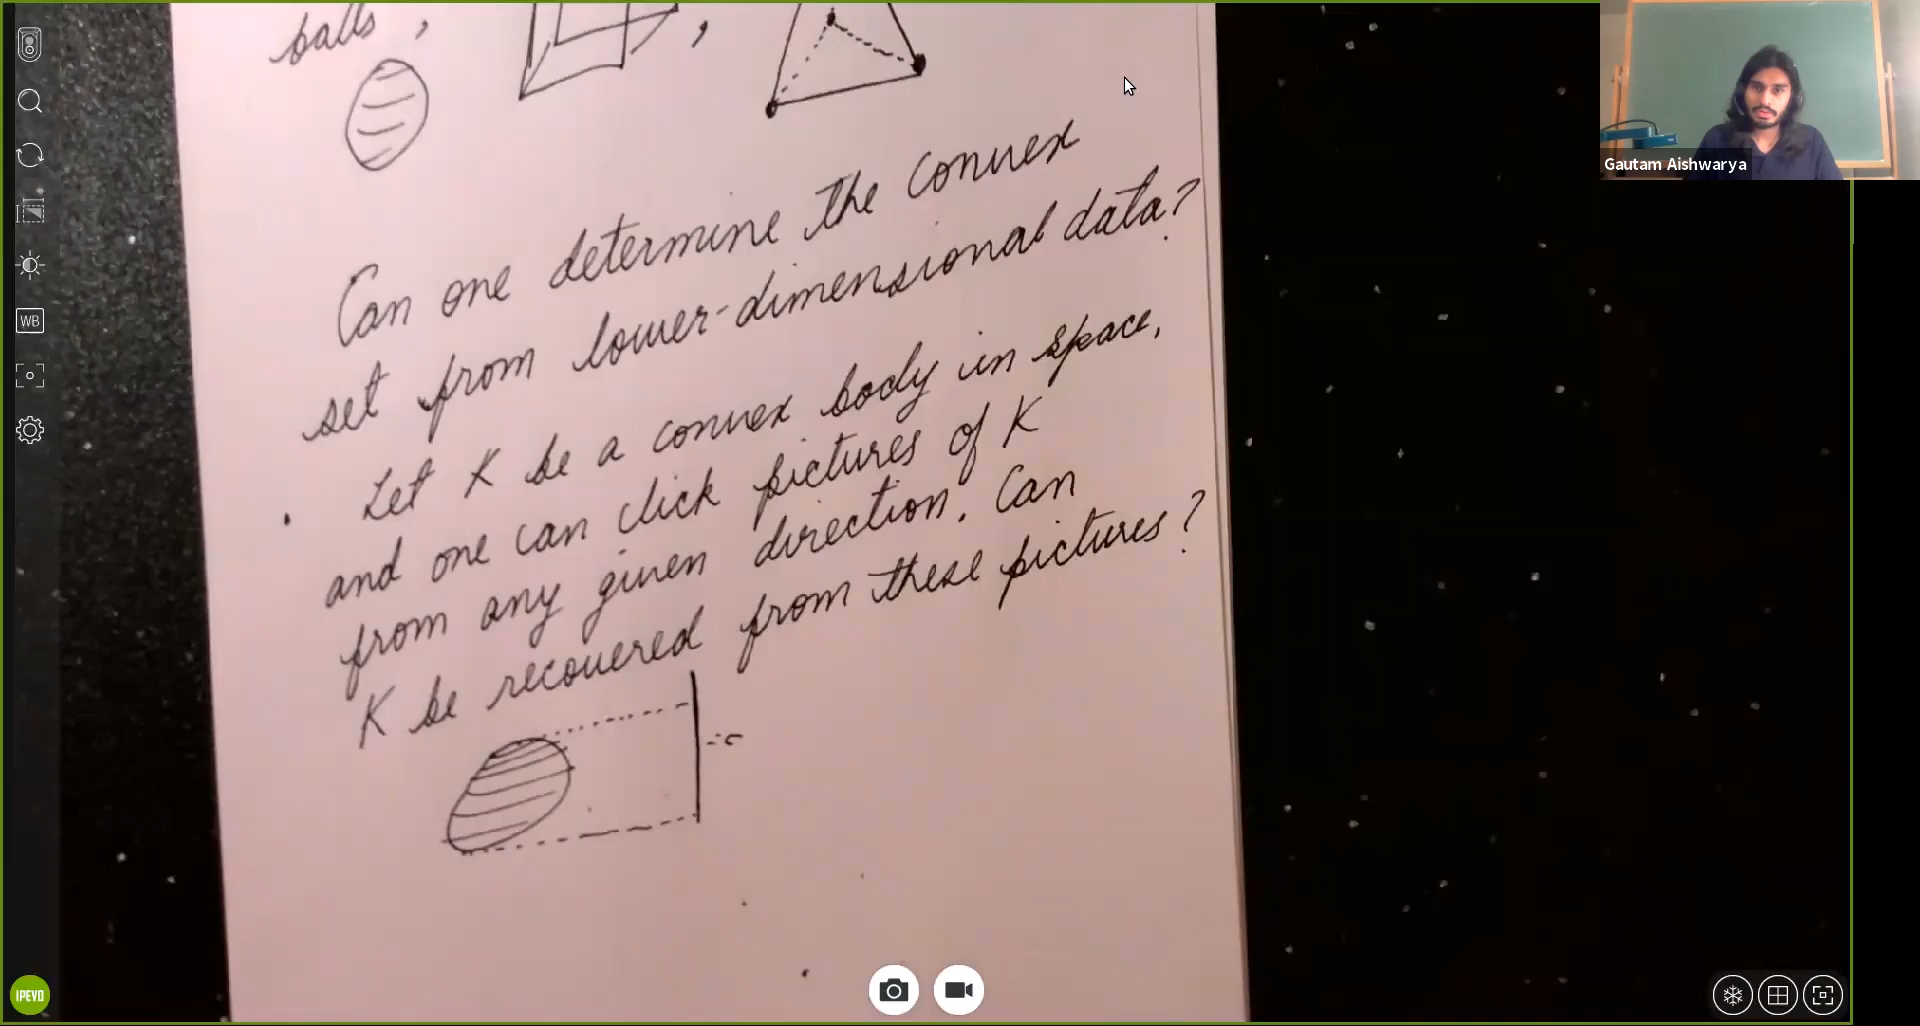 balls,
,
Can one determine the convex
set from lower-dimensional data?
. Let K be a convex body in space,
and one can click pictures of K
from any given direction. Can
K be recovered from these pictures?
Gautam Aishwarya
WB
IPEVO